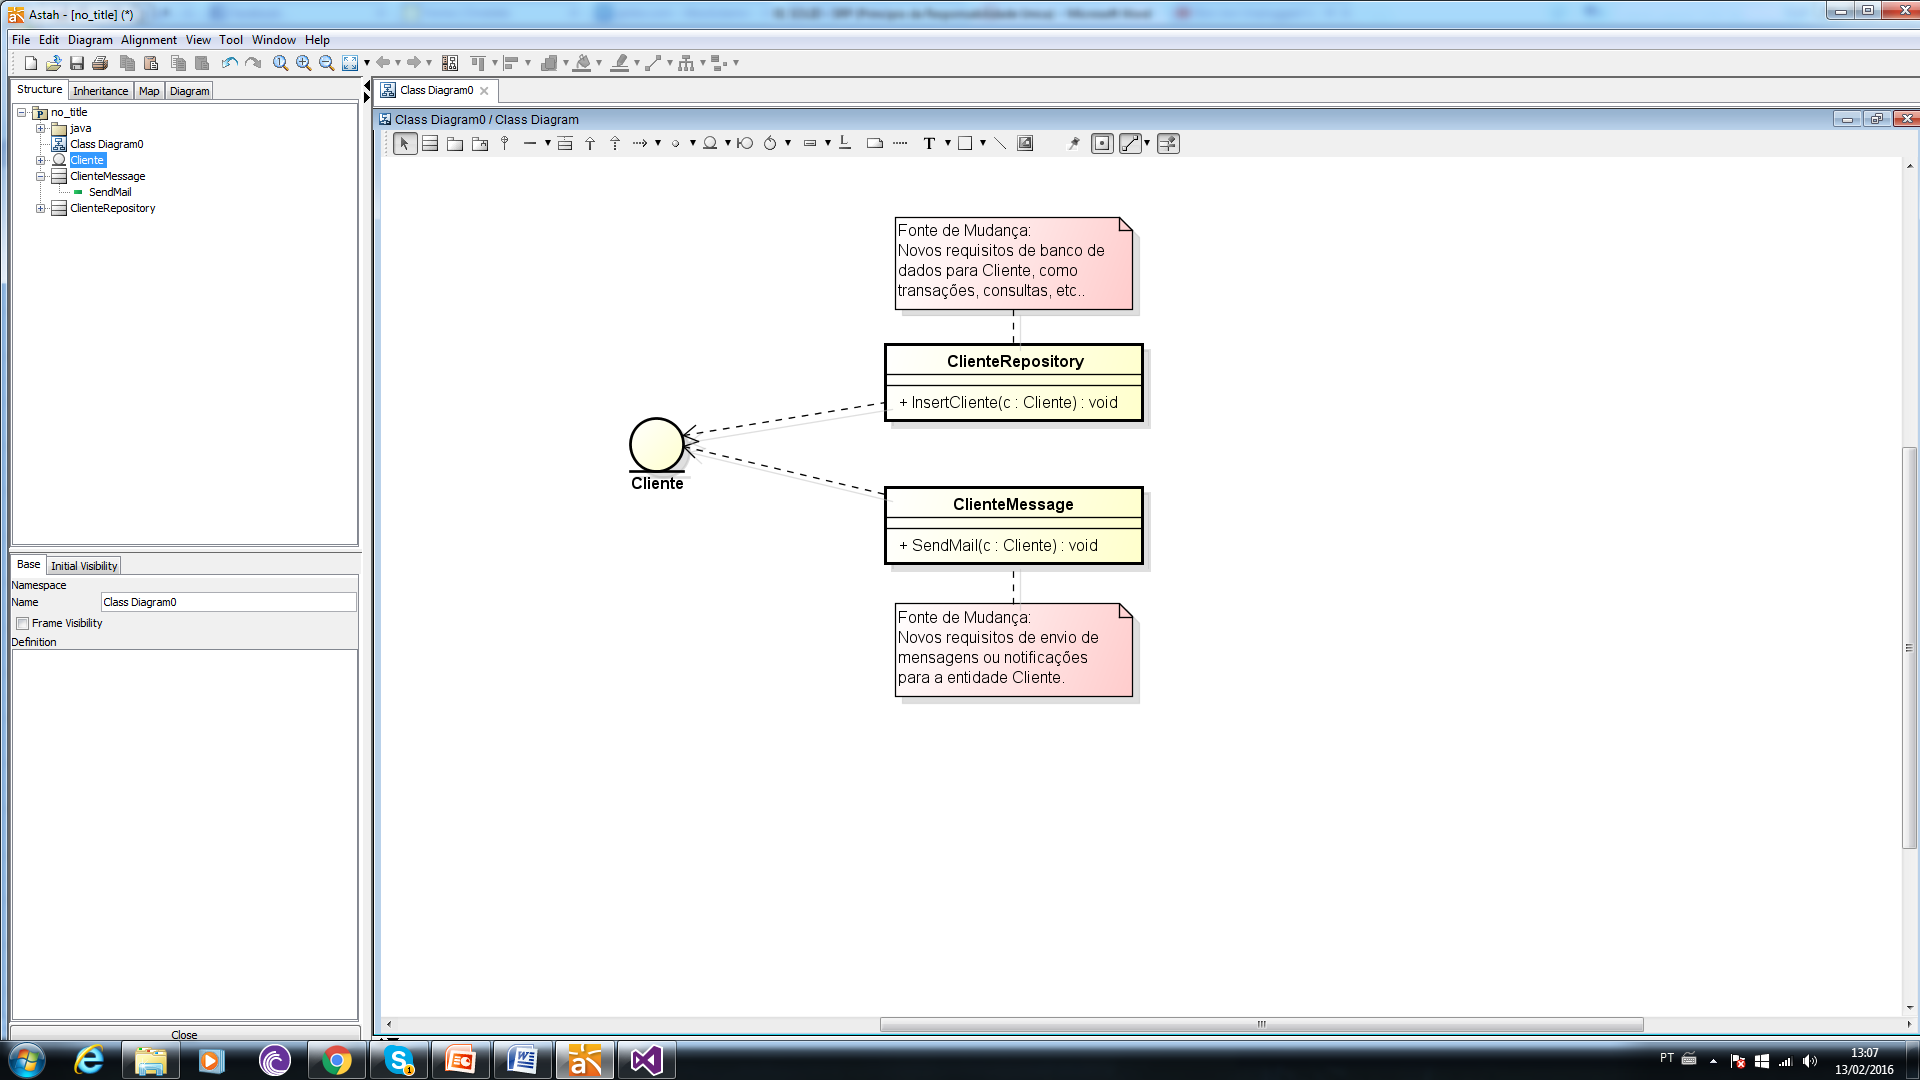 Astah - [no_title] (*)
File Edit Diagram Alignment View Tool Window Help
Structure Inheritance Map Diagram
no_title
java
Class Diagram0
Cliente
ClienteMessage
SendMail
ClienteRepository
Base Initial Visibility
Namespace
Name Class Diagram0
Frame Visibility
Definition
Close
Class Diagram0
Class Diagram0 / Class Diagram
T
Fonte de Mudança:
Novos requisitos de banco de
dados para Cliente, como
transações, consultas, etc..
ClienteRepository
+ InsertCliente(c : Cliente) : void
Cliente
ClienteMessage
+ SendMail(c : Cliente) : void
Fonte de Mudança:
Novos requisitos de envio de
mensagens ou notificações
para a entidade Cliente.
PT
13:07
13/02/2016